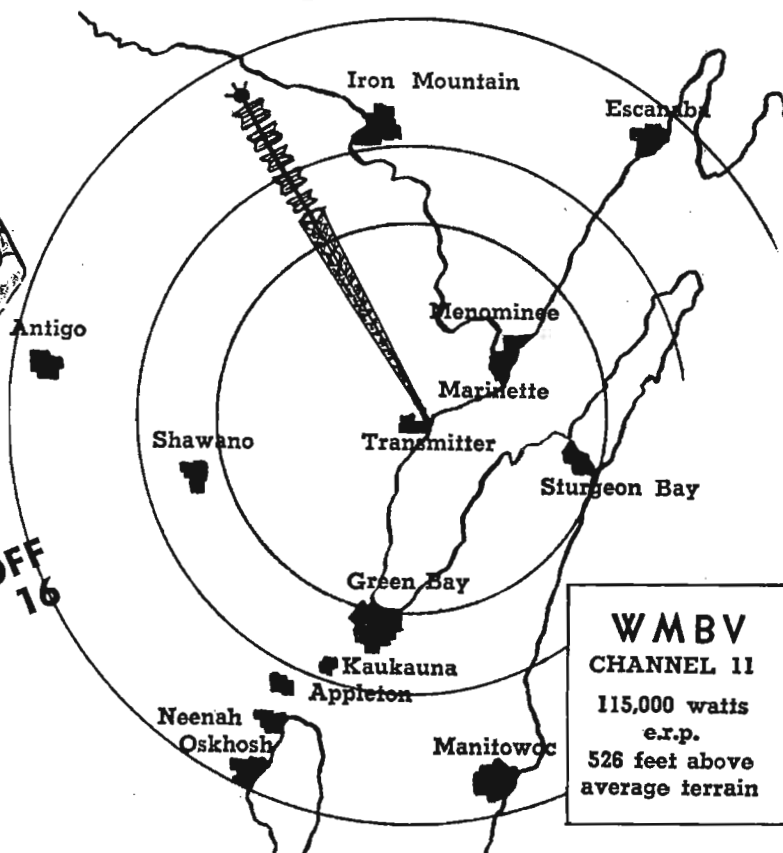 Iron Mountain
Escanaba
Antigo
Menominee
Marinette
Transmitter
Shawano
Sturgeon Bay
OFF
16
Green Bay
Kaukauna
Appleton
Neenah
Oskhosh
Manitowoc
WMBV
CHANNEL 11
115,000 watts
e.r.p.
526 feet above
average terrain